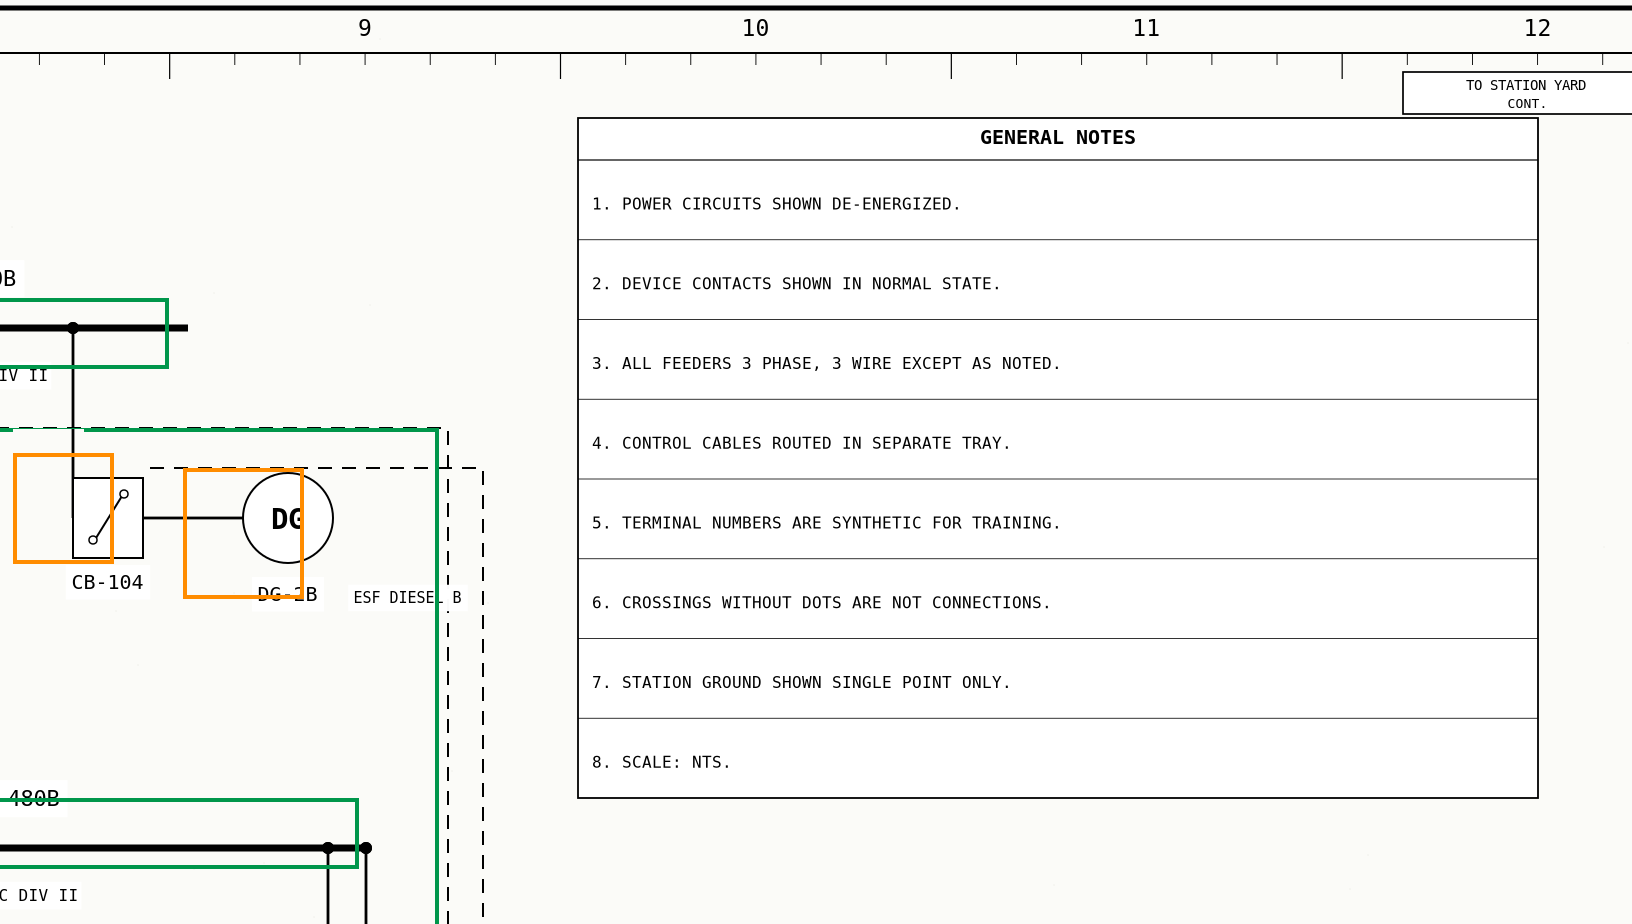 9 10 11 12
TO STATION YARD
CONT.
GENERAL NOTES
1. POWER CIRCUITS SHOWN DE-ENERGIZED.
2. DEVICE CONTACTS SHOWN IN NORMAL STATE.
3. ALL FEEDERS 3 PHASE, 3 WIRE EXCEPT AS NOTED.
4. CONTROL CABLES ROUTED IN SEPARATE TRAY.
5. TERMINAL NUMBERS ARE SYNTHETIC FOR TRAINING.
6. CROSSINGS WITHOUT DOTS ARE NOT CONNECTIONS.
7. STATION GROUND SHOWN SINGLE POINT ONLY.
8. SCALE: NTS.
0B
IV II
DG
CB-104
DG-2B
ESF DIESEL B
480B
C DIV II